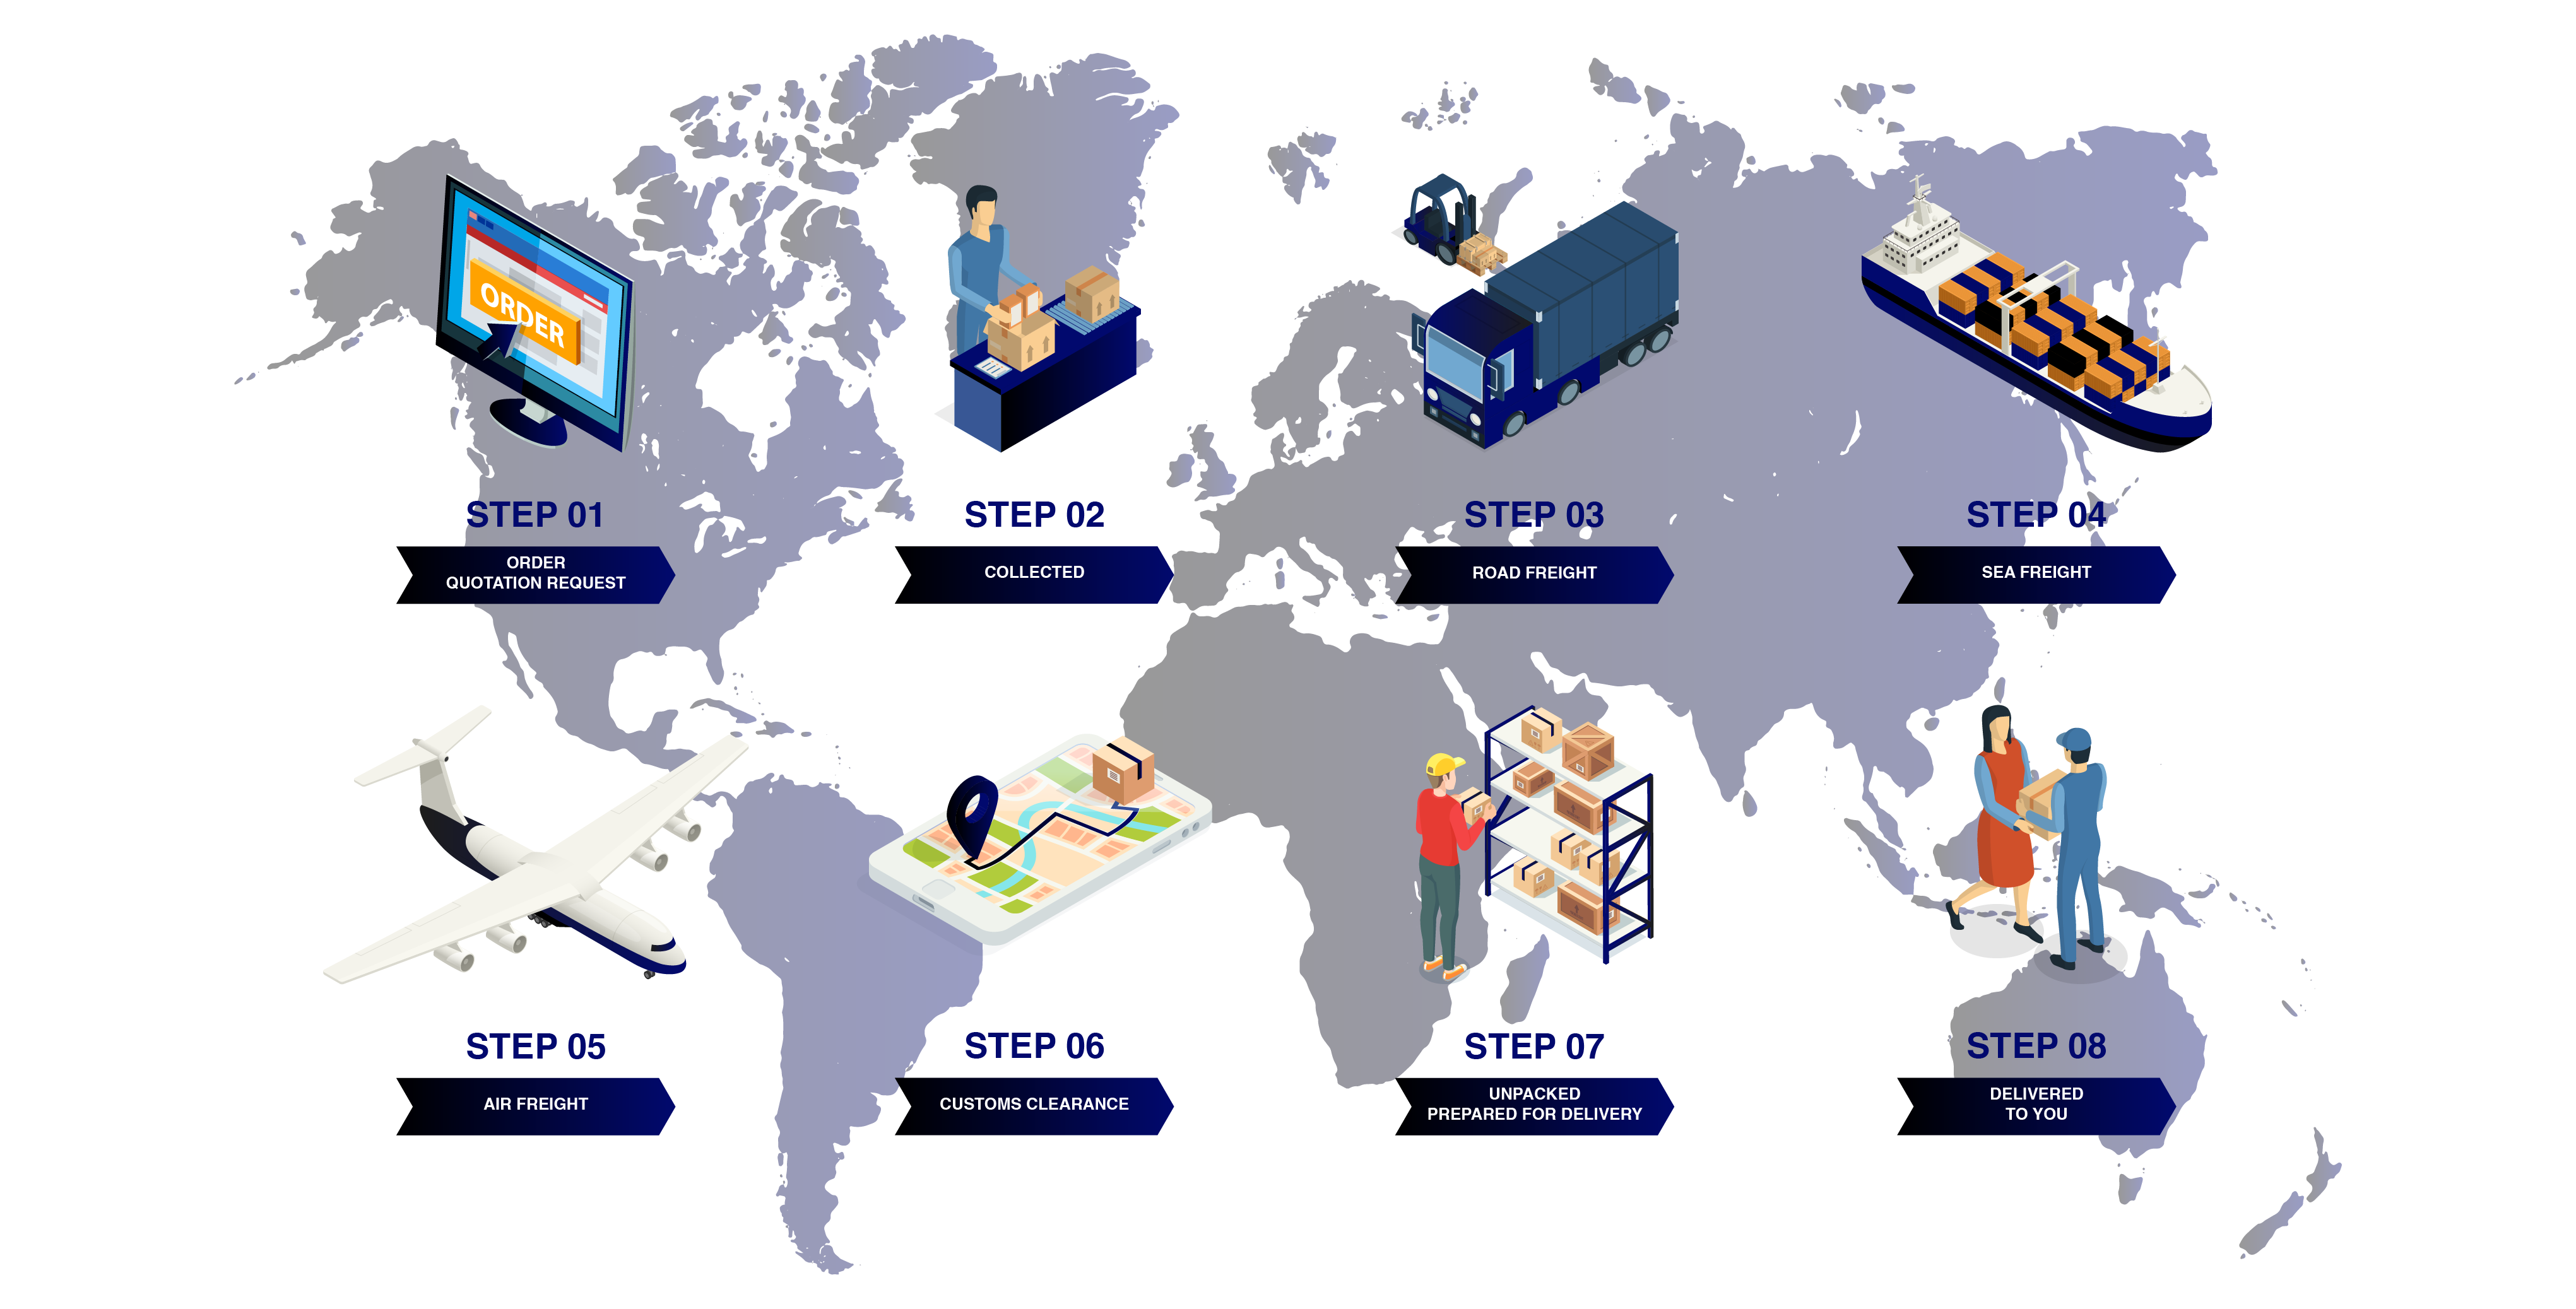 ORDER
STEP 01
ORDER
QUOTATION REQUEST
STEP 02
COLLECTED
STEP 03
ROAD FREIGHT
STEP 04
SEA FREIGHT
STEP 05
AIR FREIGHT
STEP 06
CUSTOMS CLEARANCE
STEP 07
UNPACKED
PREPARED FOR DELIVERY
STEP 08
DELIVERED
TO YOU